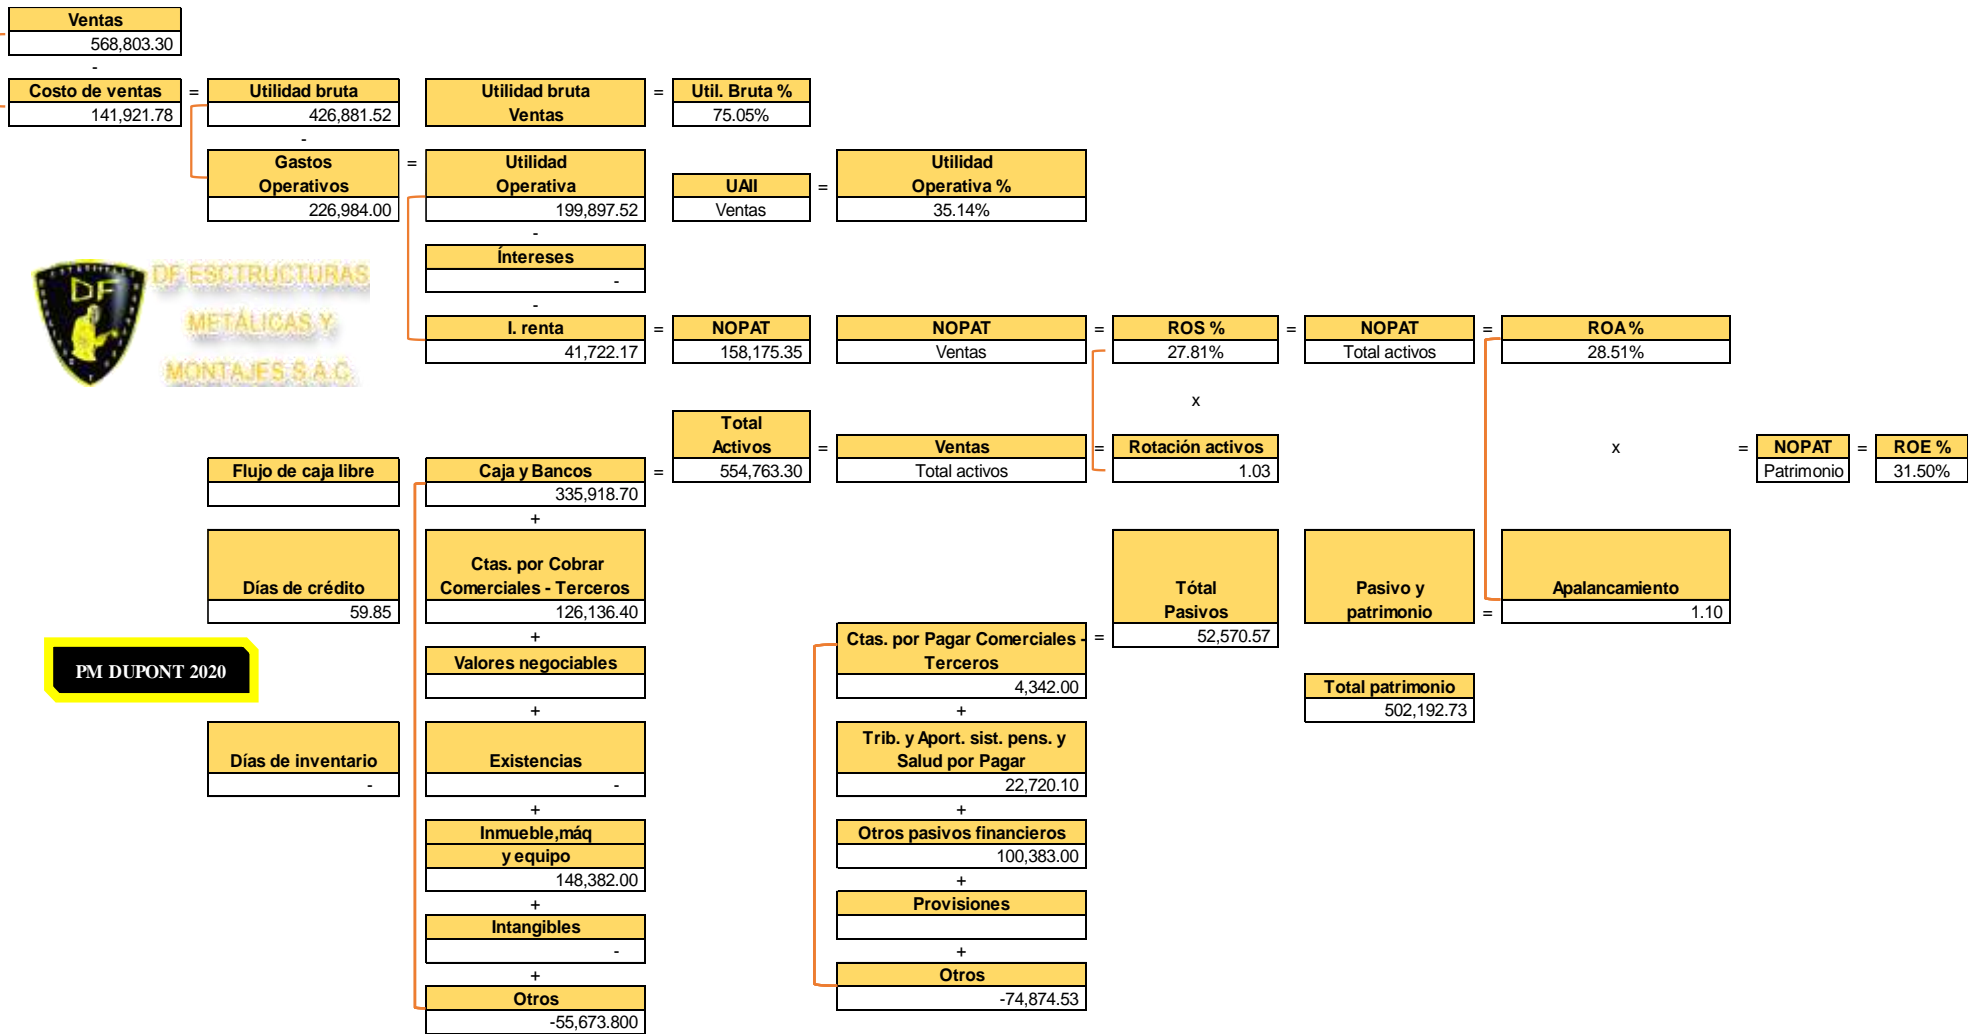 Ventas
568,803.30
-
Costo de ventas = Utilidad bruta Utilidad bruta = Util. Bruta %
141,921.78 426,881.52 Ventas 75.05%
-
Gastos = Utilidad Utilidad
Operativos Operativa UAII = Operativa %
226,984.00 199,897.52 Ventas 35.14%
-
Íntereses
-
-
DF
DF ESCTRUCTURAS
METÁLICAS Y
MONTAJES S.A.C.
I. renta = NOPAT NOPAT = ROS % = NOPAT = ROA %
41,722.17 158,175.35 Ventas 27.81% Total activos 28.51%
x
Total
Activos = Ventas = Rotación activos x = NOPAT = ROE %
Flujo de caja libre Caja y Bancos = 554,763.30 Total activos 1.03 Patrimonio 31.50%
335,918.70
+
Ctas. por Cobrar Tótal
Días de crédito Comerciales - Terceros Pasivos
59.85 126,136.40 52,570.57
Pasivo y
patrimonio = Apalancamiento
1.10
+
Ctas. por Pagar Comerciales - =
Terceros
4,342.00
PM DUPONT 2020
Valores negociables
Total patrimonio
502,192.73
+ +
Días de inventario Existencias Trib. y Aport. sist. pens. y
Salud por Pagar
- - 22,720.10
+ +
Inmueble,máq Otros pasivos financieros
y equipo 100,383.00
148,382.00
+ +
Intangibles Provisiones
-
+ +
Otros Otros
-55,673.800 -74,874.53